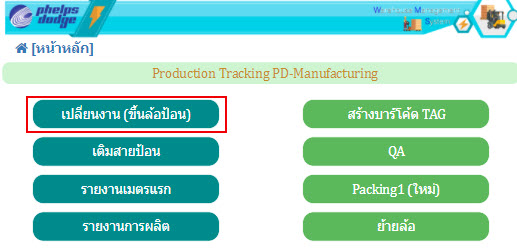 phelps dodge
Warehouse Management System
[หน้าหลัก]
Production Tracking PD-Manufacturing
เปลี่ยนงาน (ขึ้นล้อป้อน)
สร้างบาร์โค้ด TAG
เติมสายป้อน
QA
รายงานเมตรแรก
Packing1 (ใหม่)
รายงานการผลิต
ย้ายล้อ